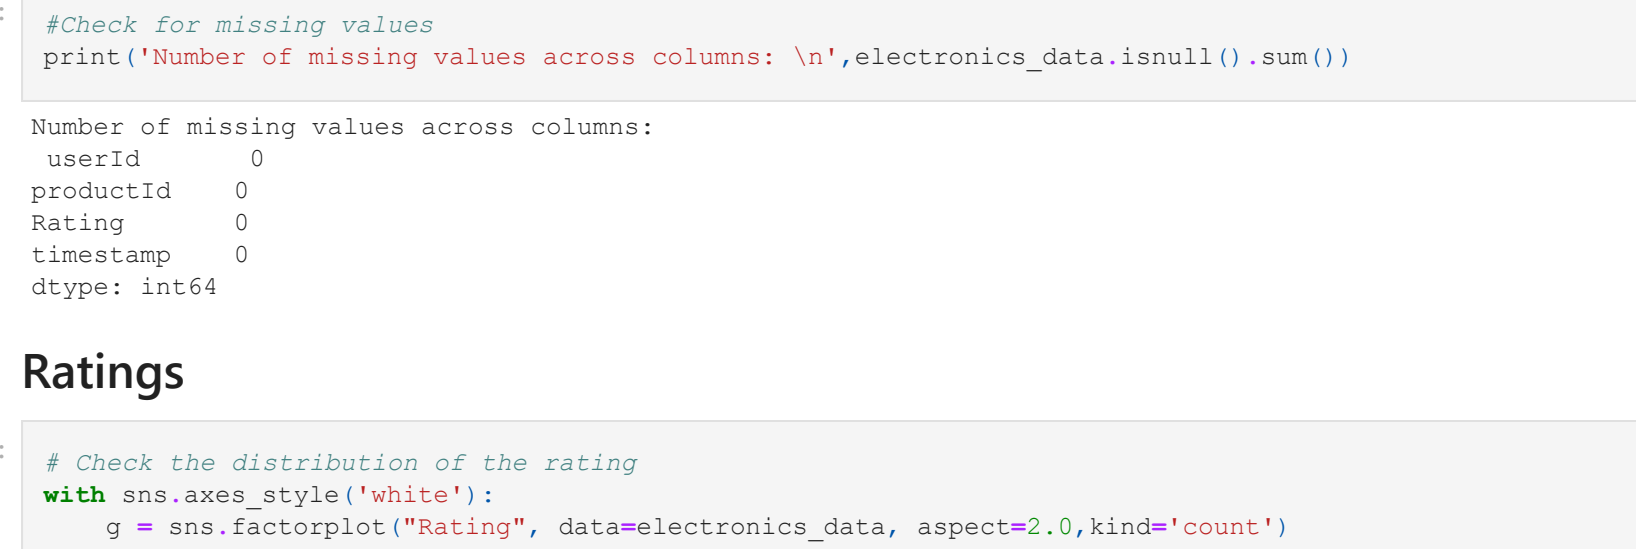 #Check for missing values
print('Number of missing values across columns: \n',electronics_data.isnull().sum())
Number of missing values across columns:
 userId       0
productId    0
Rating       0
timestamp    0
dtype: int64
Ratings
# Check the distribution of the rating
with sns.axes_style('white'):
    g = sns.factorplot("Rating", data=electronics_data, aspect=2.0,kind='count')